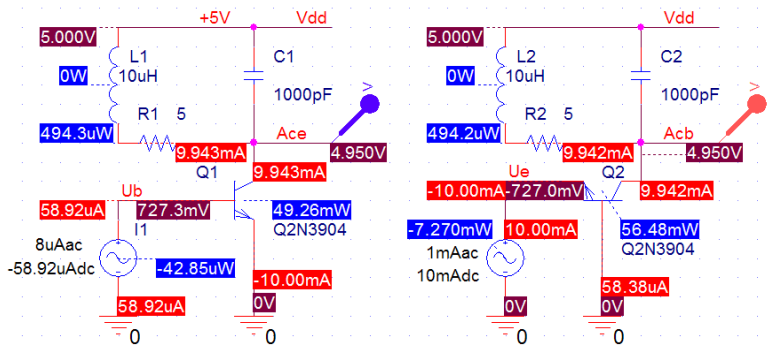 +5V Vdd
5.000V
L1
C1
0W
10uH
1000pF
R1 5
494.3uW
Ace
V
9.943mA
4.950V
Q1
9.943mA
Ub
58.92uA
727.3mV
49.26mW
I1
Q2N3904
8uAac
-58.92uAdc
-42.85uW
-10.00mA
58.92uA
0V
0
0
Vdd
5.000V
L2
C2
0W
10uH
1000pF
R2 5
494.2uW
Acb
V
9.942mA
4.950V
Ue
Q2
-10.00mA
-727.0mV
9.942mA
-7.270mW
10.00mA
56.48mW
Q2N3904
1mAac
10mAdc
58.38uA
0V
0V
0
0